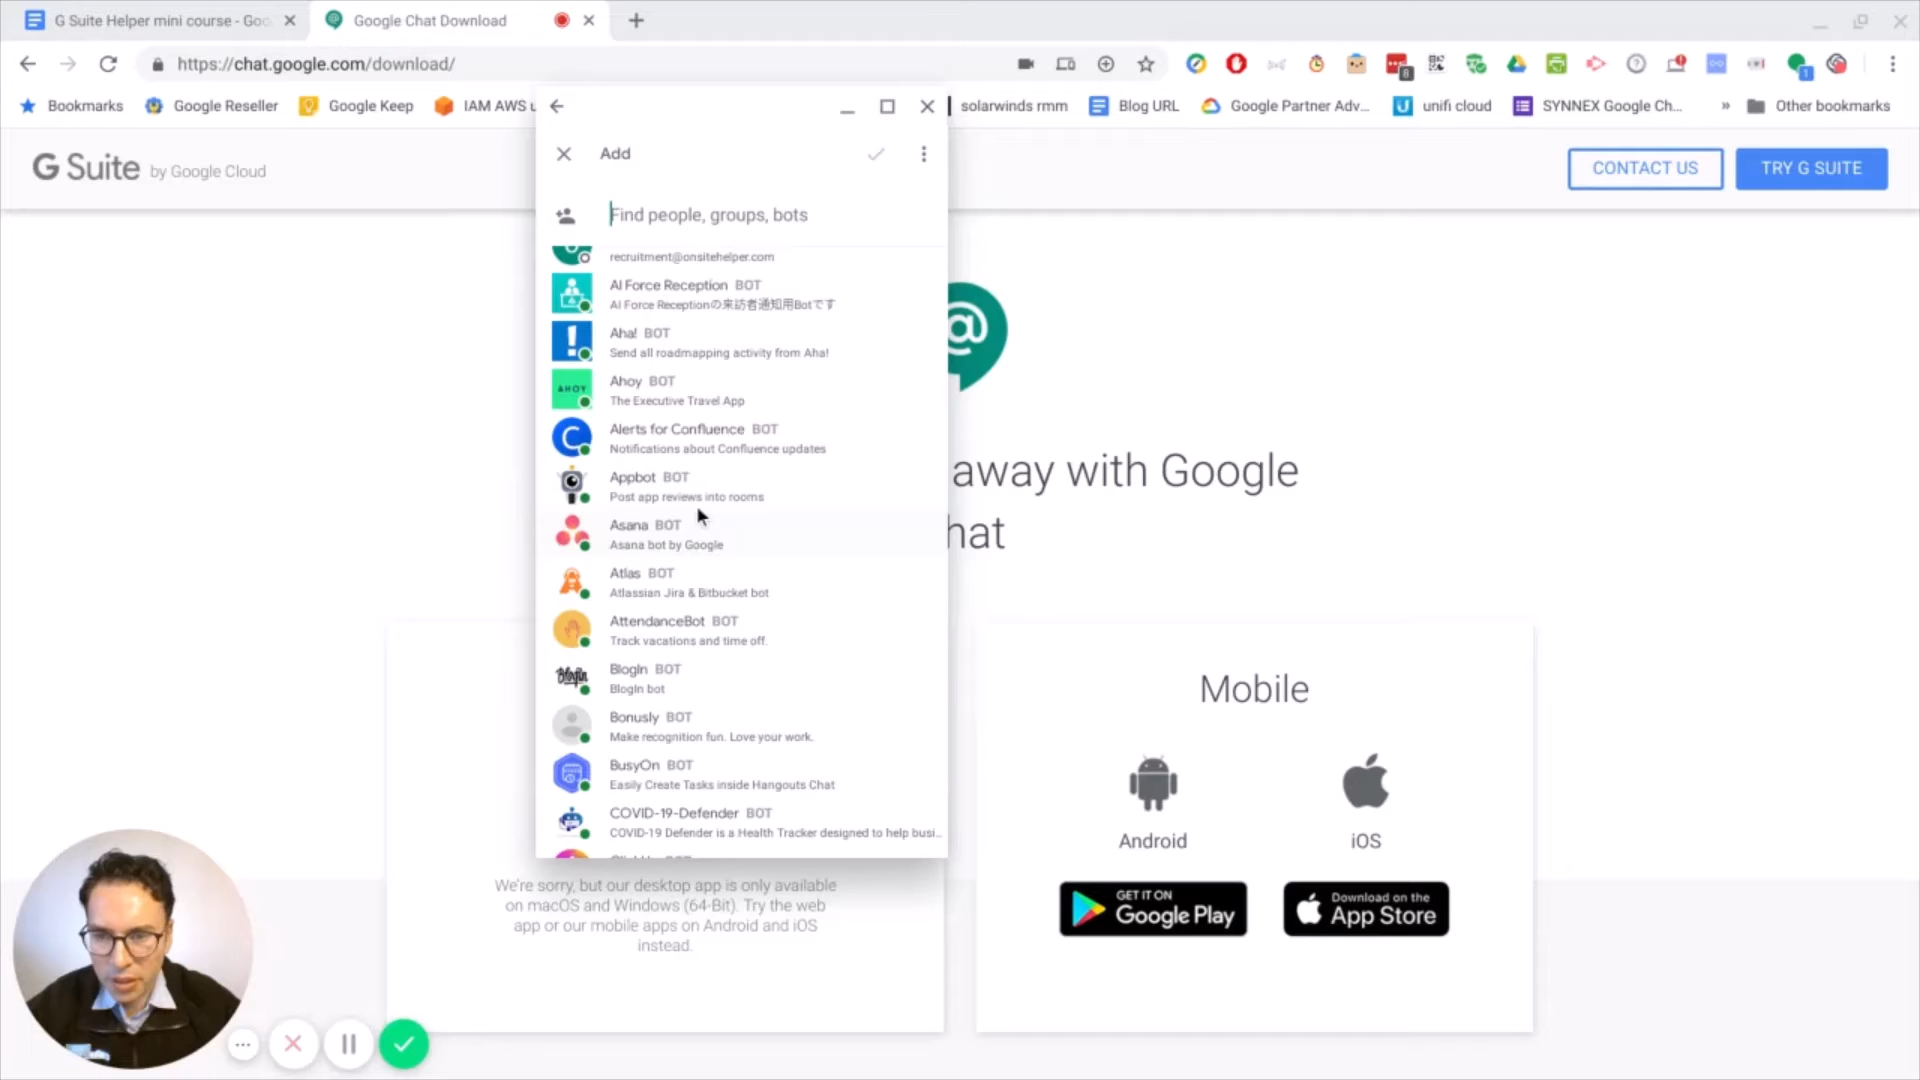 G Suite Helper mini course - Goo
Google Chat Download
https://chat.google.com/download/
8
1
Bookmarks
Google Reseller
Google Keep
IAM AWS u
solarwinds rmm
Blog URL
Google Partner Adv...
unifi cloud
SYNNEX Google Ch...
»
Other bookmarks
G Suite by Google Cloud
CONTACT US
TRY G SUITE
Add
Find people, groups, bots
recruitment@onsitehelper.com
AI Force Reception BOT
AI Force Receptionの来訪者通知用Botです
Aha! BOT
Send all roadmapping activity from Aha!
AHOY
Ahoy BOT
The Executive Travel App
Alerts for Confluence BOT
Notifications about Confluence updates
Appbot BOT
Post app reviews into rooms
Asana BOT
Asana bot by Google
Atlas BOT
Atlassian Jira & Bitbucket bot
AttendanceBot BOT
Track vacations and time off.
BlogIn
BlogIn BOT
BlogIn bot
Bonusly BOT
Make recognition fun. Love your work.
BusyOn BOT
Easily Create Tasks inside Hangouts Chat
COVID-19-Defender BOT
COVID-19 Defender is a Health Tracker designed to help busi...
@
away with Google
hat
We're sorry, but our desktop app is only available
on macOS and Windows (64-Bit). Try the web
app or our mobile apps on Android and iOS
instead.
Mobile
Android
iOS
GET IT ON
Google Play
Download on the
App Store